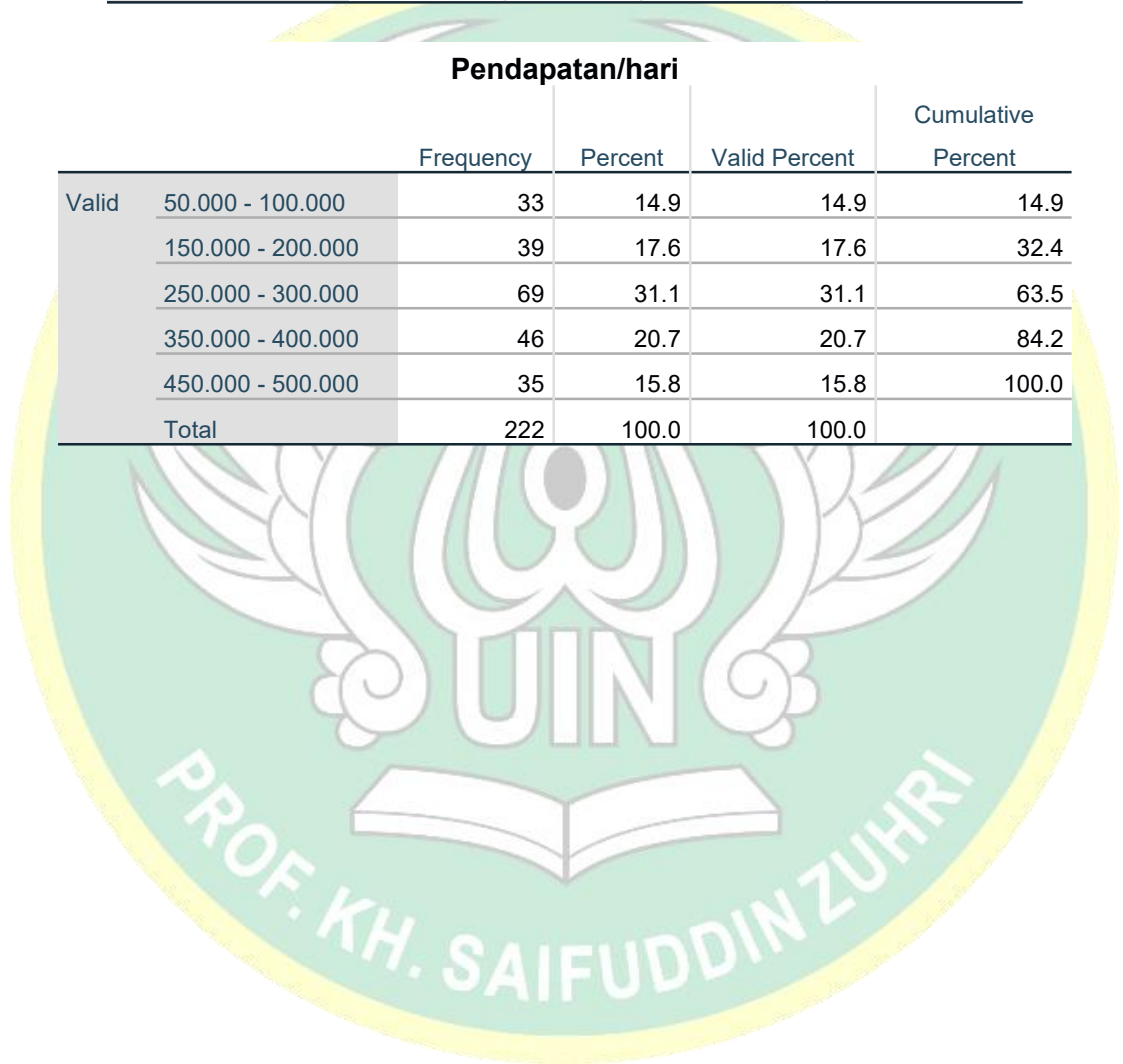 Pendapatan/hari
Cumulative
Frequency Percent Valid Percent Percent
Valid 50.000 - 100.000 33 14.9 14.9 14.9
150.000 - 200.000 39 17.6 17.6 32.4
250.000 - 300.000 69 31.1 31.1 63.5
350.000 - 400.000 46 20.7 20.7 84.2
450.000 - 500.000 35 15.8 15.8 100.0
Total 222 100.0 100.0
UIN
PROF. KH. SAIFUDDIN ZUHRI